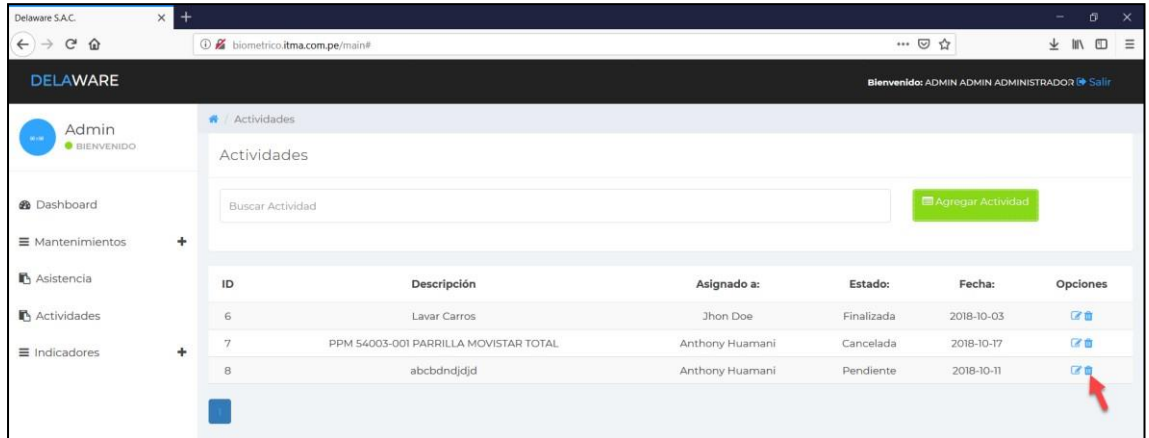 Delaware S.A.C.
biometrico.itma.com.pe/main#
DELAWARE
Bienvenido: ADMIN ADMIN ADMINISTRADOR Salir
Admin
BIENVENIDO
/ Actividades
Actividades
Buscar Actividad
Agregar Actividad
Dashboard
Mantenimientos
Asistencia
Actividades
Indicadores
ID Descripción Asignado a: Estado: Fecha: Opciones
6 Lavar Carros Jhon Doe Finalizada 2018-10-03
7 PPM 54003-001 PARRILLA MOVISTAR TOTAL Anthony Huamani Cancelada 2018-10-17
8 abcbdndjdjd Anthony Huamani Pendiente 2018-10-11
1